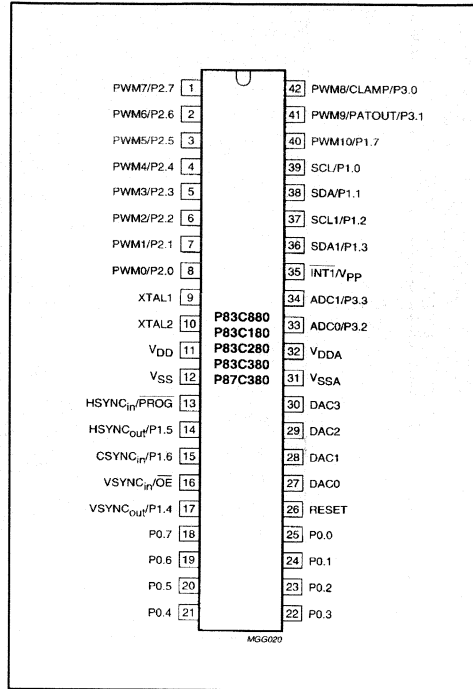 PWM7/P2.7 1 42 PWM8/CLAMP/P3.0
PWM6/P2.6 2 41 PWM9/PATOUT/P3.1
PWM5/P2.5 3 40 PWM10/P1.7
PWM4/P2.4 4 39 SCL/P1.0
PWM3/P2.3 5 38 SDA/P1.1
PWM2/P2.2 6 37 SCL1/P1.2
PWM1/P2.1 7 36 SDA1/P1.3
PWM0/P2.0 8 35 INT1/VPP
XTAL1 9 34 ADC1/P3.3
P83C880
XTAL2 10 33 ADC0/P3.2
P83C180
VDD 11 P83C280 32 VDDA
P83C380
VSS 12 P87C380 31 VSSA
HSYNCin/PROG 13 30 DAC3
HSYNCout/P1.5 14 29 DAC2
CSYNCin/P1.6 15 28 DAC1
VSYNCin/OE 16 27 DAC0
VSYNCout/P1.4 17 26 RESET
P0.7 18 25 P0.0
P0.6 19 24 P0.1
P0.5 20 23 P0.2
P0.4 21 22 P0.3
MGG020